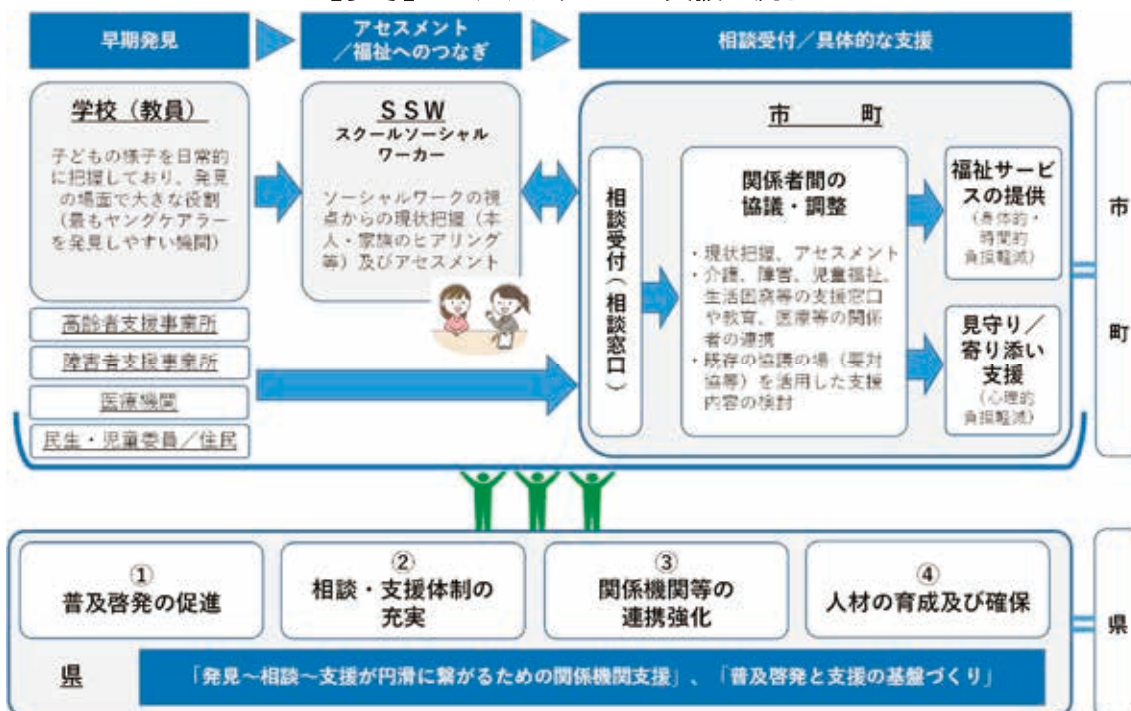 早期発見
アセスメント
／福祉へのつなぎ
相談受付／具体的な支援
学校（教員）
子どもの様子を日常的
に把握しており、発見
の場面で大きな役割
（最もヤングケアラー
を発見しやすい機関）
高齢者支援事業所
障害者支援事業所
医療機関
民生・児童委員／住民
ＳＳＷ
スクールソーシャル
ワーカー
ソーシャルワークの視
点からの現状把握（本
人・家族のヒアリング
等）及びアセスメント
市　町
相談受付（相談窓口）
関係者間の
協議・調整
・現状把握、アセスメント
・介護、障害、児童福祉、
生活困窮等の支援窓口
や教育、医療等の関係
者の連携
・既存の協議の場（要対
協等）を活用した支援
内容の検討
福祉サービ
スの提供
（身体的・
時間的
負担軽減）
見守り／
寄り添い
支援
（心理的
負担軽減）
市
町
①
普及啓発の促進
②
相談・支援体制の
充実
③
関係機関等の
連携強化
④
人材の育成及び確保
県
「発見～相談～支援が円滑に繋がるための関係機関支援」、「普及啓発と支援の基盤づくり」
県